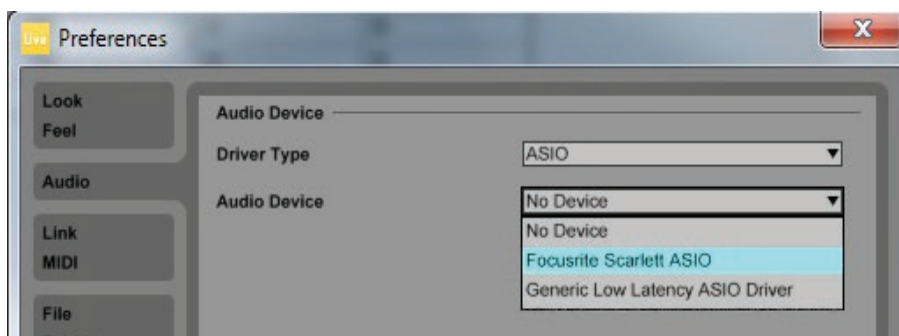 Live Preferences
X
Look
Feel
Audio
Link
MIDI
File
Audio Device
Driver Type ASIO
Audio Device No Device
No Device
Focusrite Scarlett ASIO
Generic Low Latency ASIO Driver